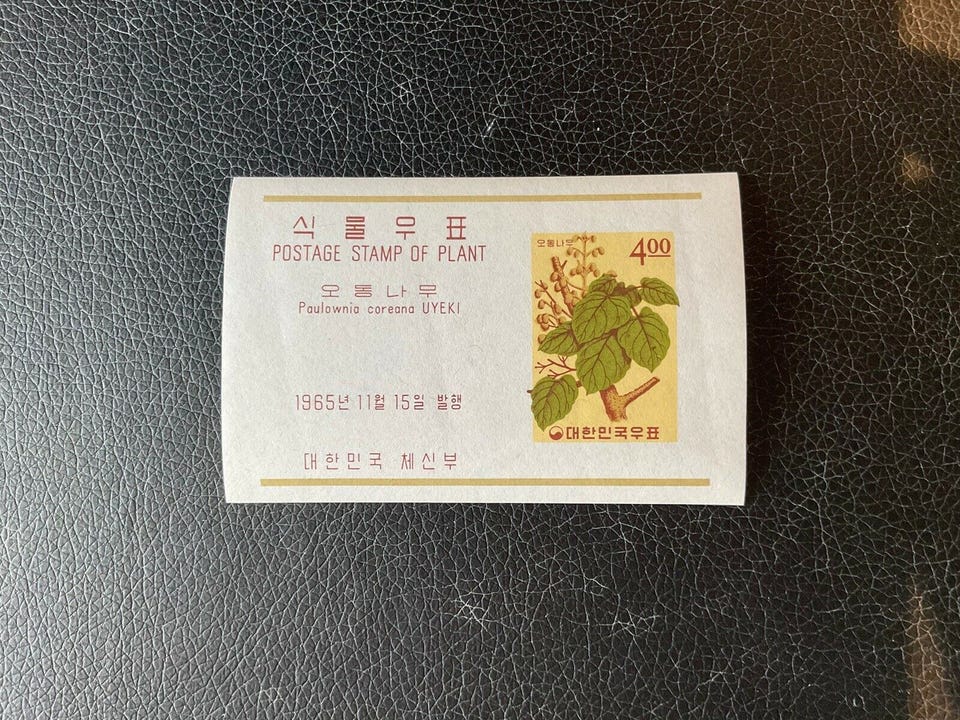 식물우표
POSTAGE STAMP OF PLANT
오동나무
Paulownia coreana UYEKI
1965년 11월 15일 발행
대한민국 체신부
오동나무
4.00
대한민국우표